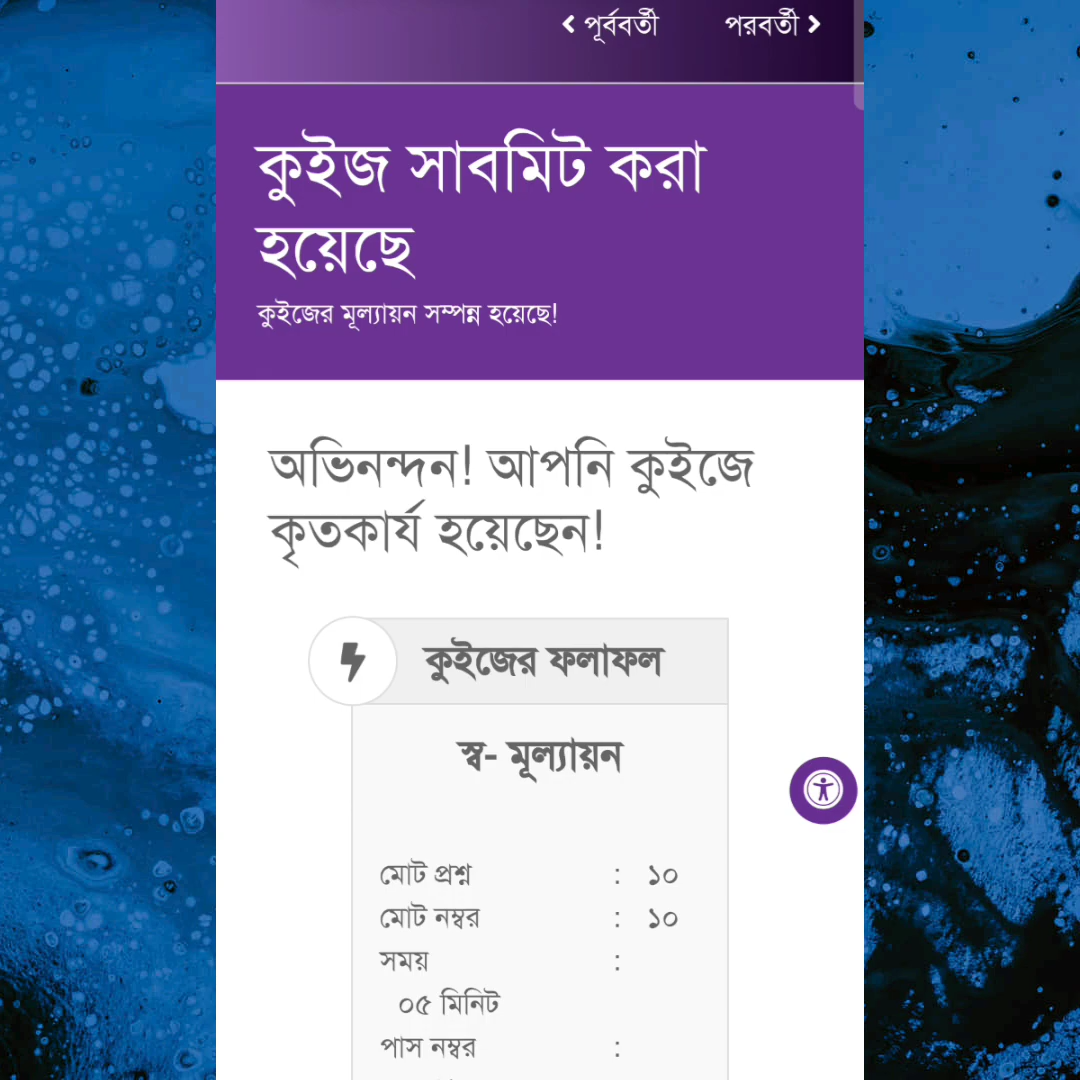 পূর্ববর্তী পরবর্তী
কুইজ সাবমিট করা
হয়েছে
কুইজের মূল্যায়ন সম্পন্ন হয়েছে!
অভিনন্দন! আপনি কুইজে
কৃতকার্য হয়েছেন!
কুইজের ফলাফল
স্ব- মূল্যায়ন
মোট প্রশ্ন : ১০
মোট নম্বর : ১০
সময় :
০৫ মিনিট
পাস নম্বর :